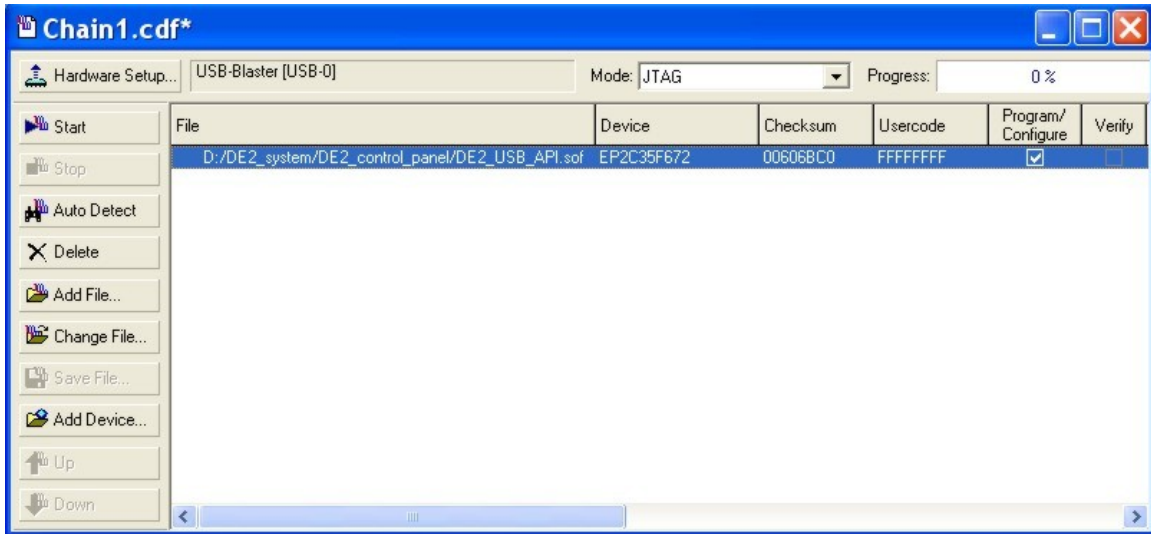 Chain1.cdf*
Hardware Setup... USB-Blaster [USB-0] Mode: JTAG Progress: 0 %
Start
Stop
Auto Detect
Delete
Add File...
Change File...
Save File...
Add Device...
Up
Down
File Device Checksum Usercode Program/ Configure Verify
D:/DE2_system/DE2_control_panel/DE2_USB_API.sof EP2C35F672 00606BC0 FFFFFFFF